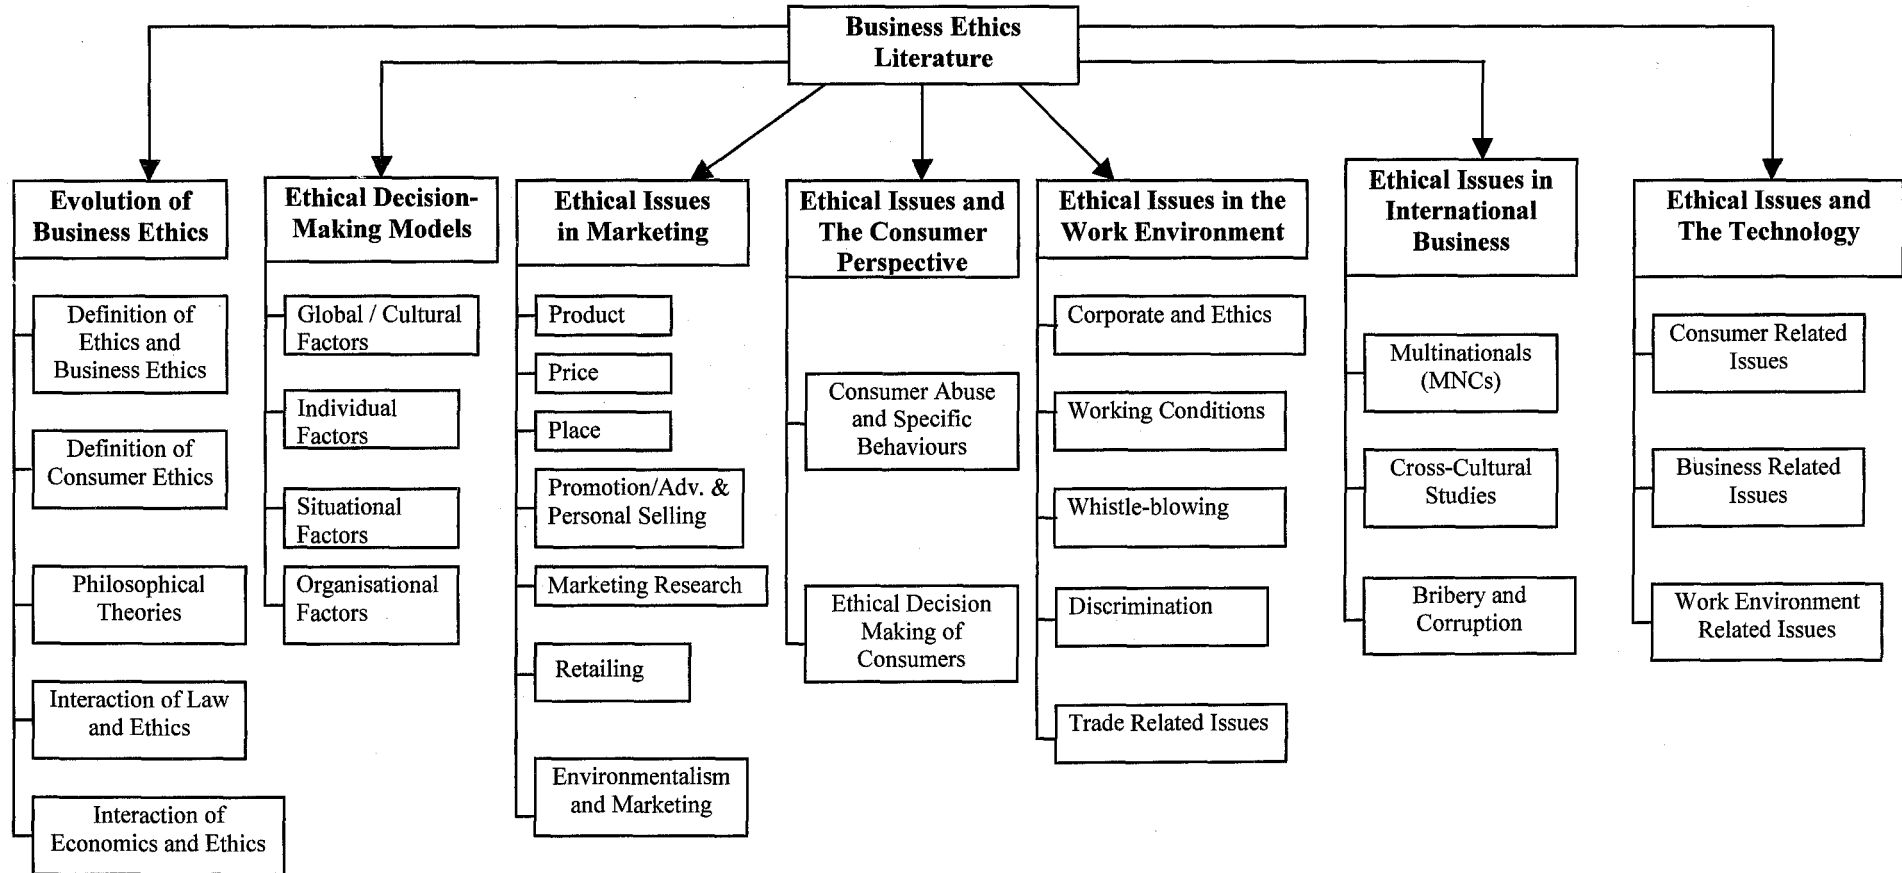 Business Ethics
Literature
Evolution of
Business Ethics
Definition of
Ethics and
Business Ethics
Definition of
Consumer Ethics
Philosophical
Theories
Interaction of Law
and Ethics
Interaction of
Economics and Ethics
Ethical Decision-
Making Models
Global / Cultural
Factors
Individual
Factors
Situational
Factors
Organisational
Factors
Ethical Issues
in Marketing
Product
Price
Place
Promotion/Adv. &
Personal Selling
Marketing Research
Retailing
Environmentalism
and Marketing
Ethical Issues and
The Consumer
Perspective
Consumer Abuse
and Specific
Behaviours
Ethical Decision
Making of
Consumers
Ethical Issues in the
Work Environment
Corporate and Ethics
Working Conditions
Whistle-blowing
Discrimination
Trade Related Issues
Ethical Issues in
International
Business
Multinationals
(MNCs)
Cross-Cultural
Studies
Bribery and
Corruption
Ethical Issues and
The Technology
Consumer Related
Issues
Business Related
Issues
Work Environment
Related Issues